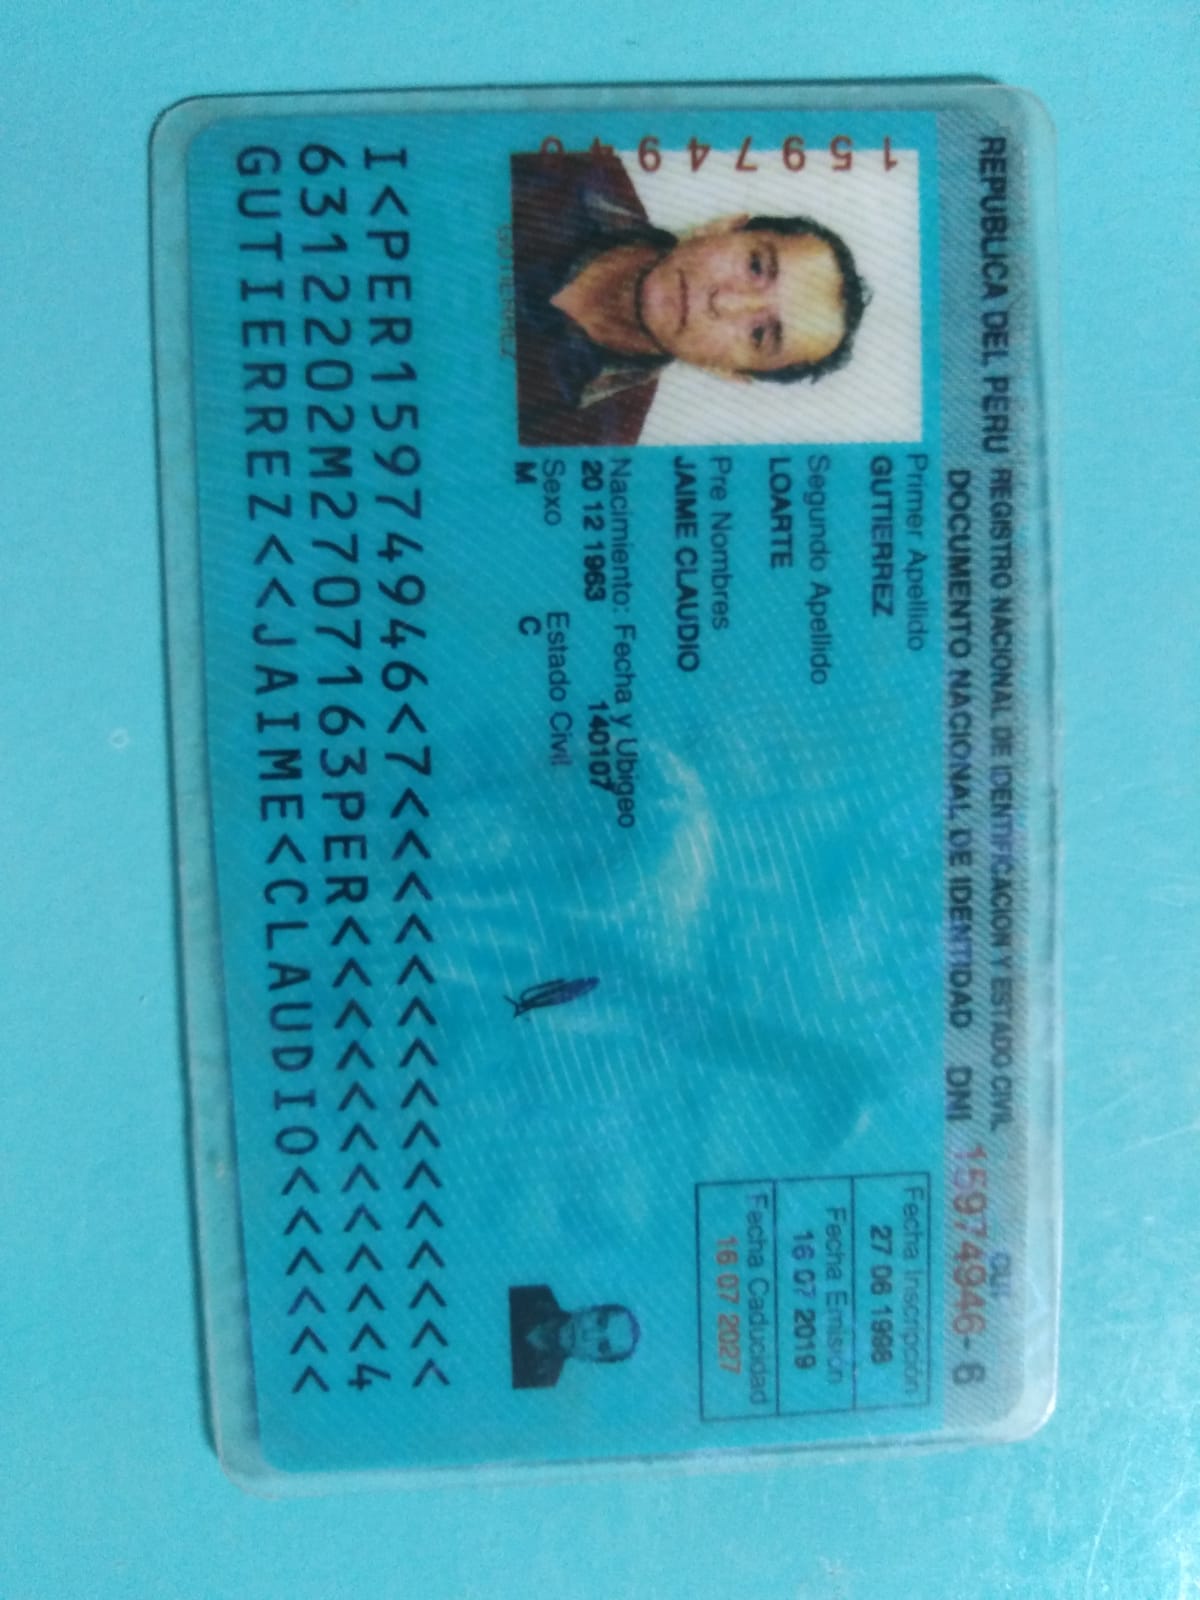 REPUBLICA DEL PERU REGISTRO NACIONAL DE IDENTIFICACION Y ESTADO CIVIL
CUI
DOCUMENTO NACIONAL DE IDENTIDAD DNI 15974946 - 6
Primer Apellido
GUTIERREZ
Segundo Apellido
LOARTE
Pre Nombres
JAIME CLAUDIO
Nacimiento: Fecha y Ubigeo
20 12 1963 140107
Sexo Estado Civil
M C
Fecha Inscripción
27 06 1988
Fecha Emisión
16 07 2019
Fecha Caducidad
16 07 2027
15974946
GUTIERREZ
I<PER15974946<7<<<<<<<<<<<<<<<
6312202M2707163PER<<<<<<<<<<<4
GUTIERREZ<<JAIME<CLAUDIO<<<<<<